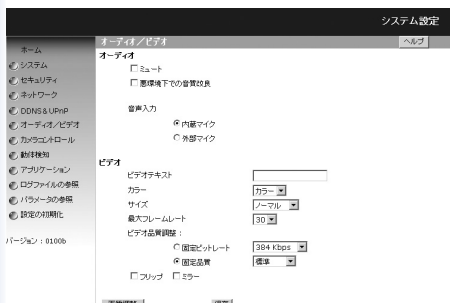 システム設定
ホーム
システム
セキュリティ
ネットワーク
DDNS & UPnP
オーディオ/ビデオ
カメラコントロール
動体検知
アプリケーション
ログファイルの参照
パラメータの参照
設定の初期化
バージョン : 0100b
オーディオ/ビデオ
ヘルプ
オーディオ
ミュート
悪環境下での音質改良
音声入力
内蔵マイク
外部マイク
ビデオ
ビデオテキスト
カラー カラー
サイズ ノーマル
最大フレームレート 30
ビデオ品質調整 :
固定ビットレート 384 Kbps
固定品質 標準
フリップ ミラー